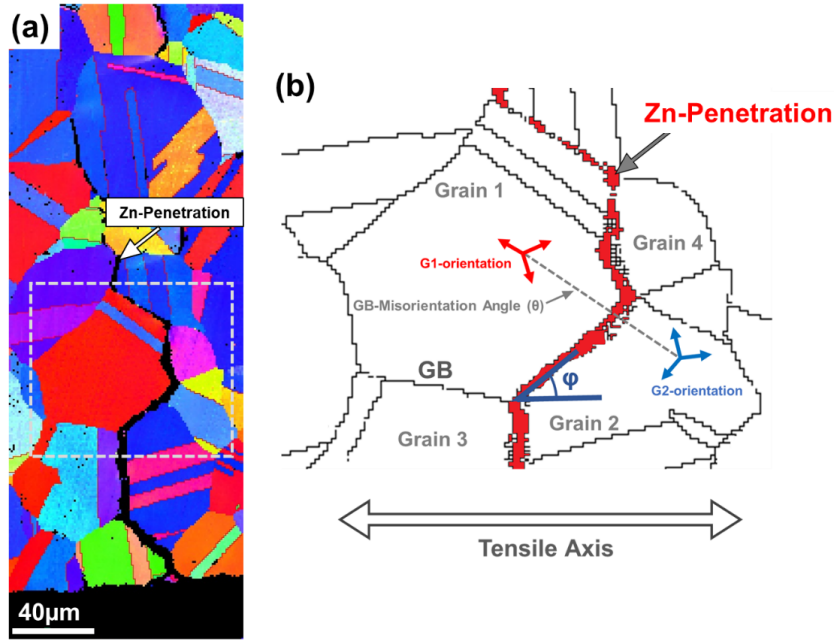 (a)
Zn-Penetration
40µm
(b)
Zn-Penetration
Grain 1
Grain 4
G1-orientation
GB-Misorientation Angle (θ)
GB
φ
G2-orientation
Grain 2
Grain 3
Tensile Axis